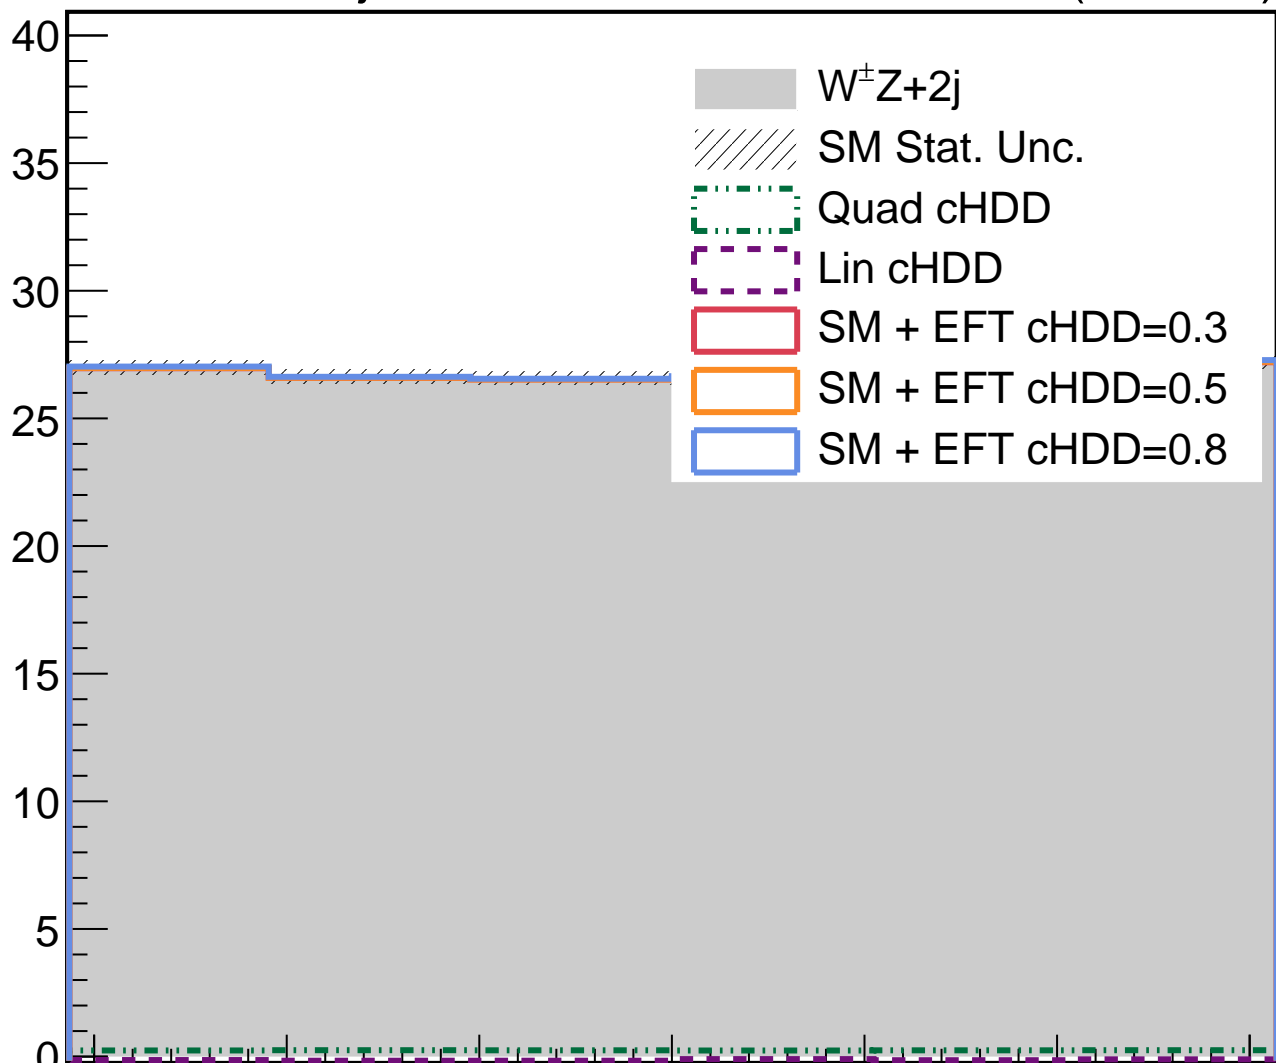 40
35
30
25
20
15
10
5
0
W±Z+2j
SM Stat. Unc.
Quad cHDD
Lin cHDD
SM + EFT cHDD=0.3
SM + EFT cHDD=0.5
SM + EFT cHDD=0.8